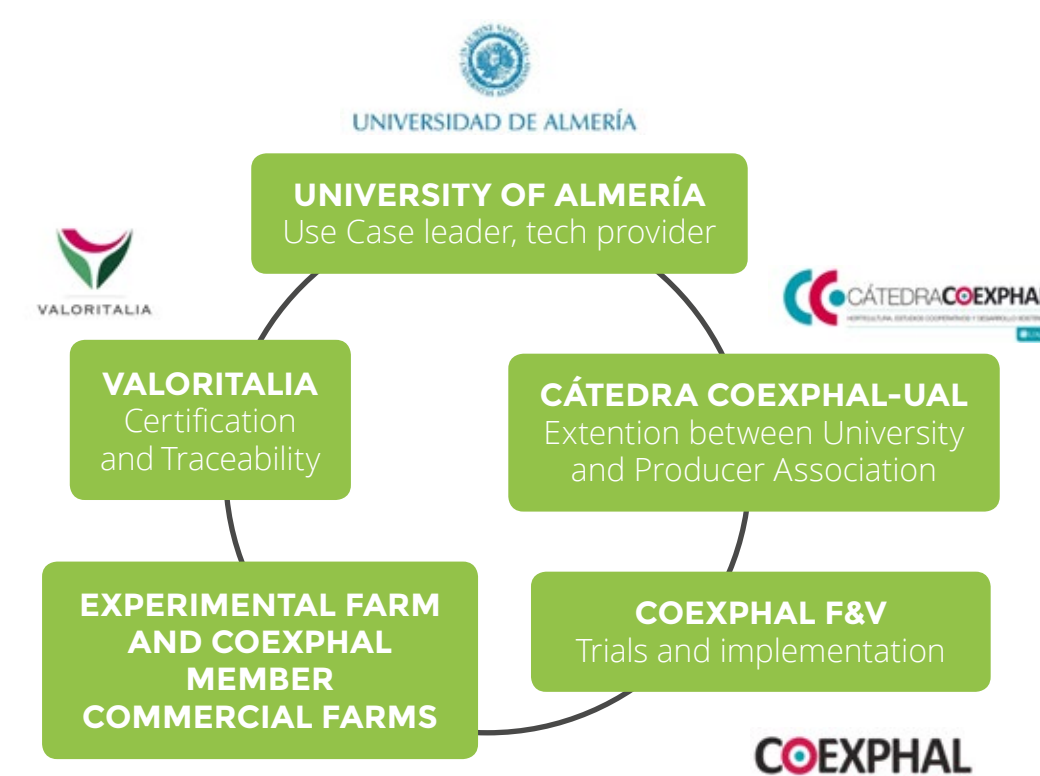 UNIVERSIDAD DE ALMERÍA
UNIVERSITY OF ALMERÍA
Use Case leader, tech provider
VALORITALIA
CÁTEDRACOEXPHAL
VALORITALIA
Certification
and Traceability
CÁTEDRA COEXPHAL-UAL
Extention between University
and Producer Association
EXPERIMENTAL FARM
AND COEXPHAL
MEMBER
COMMERCIAL FARMS
COEXPHAL F&V
Trials and implementation
COEXPHAL